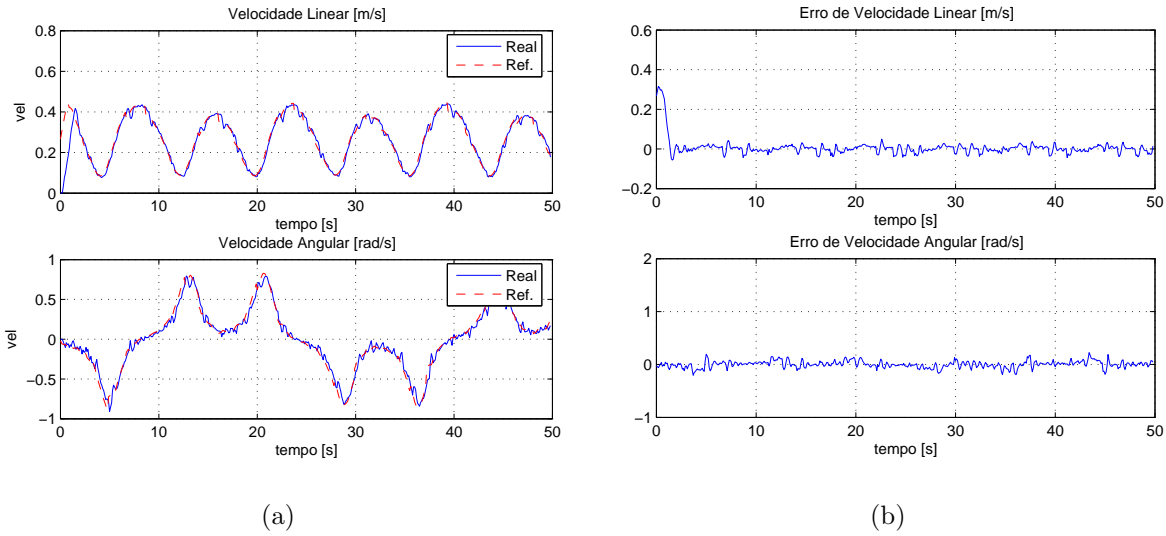 Velocidade Linear [m/s]
0.8
0.6
0.4
0.2
0
vel
Real
Ref.
0 10 20 30 40 50
tempo [s]
Velocidade Angular [rad/s]
1
0.5
0
−0.5
−1
vel
Real
Ref.
0 10 20 30 40 50
tempo [s]
(a)
Erro de Velocidade Linear [m/s]
0.6
0.4
0.2
0
−0.2
0 10 20 30 40 50
tempo [s]
Erro de Velocidade Angular [rad/s]
2
1
0
−1
0 10 20 30 40 50
tempo [s]
(b)